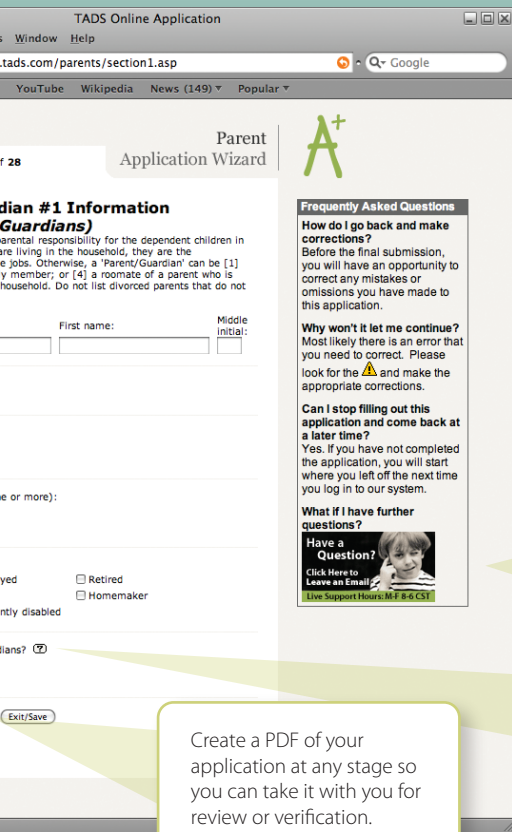 TADS Online Application
s Window Help
.tads.com/parents/section1.asp
Google
YouTube Wikipedia News (149) Popular
f 28
Parent
Application Wizard
A+
dian #1 Information
Guardians)
parental responsibility for the dependent children in
are living in the household, they are the
e jobs. Otherwise, a 'Parent/Guardian' can be [1]
y member; or [4] a roomate of a parent who is
household. Do not list divorced parents that do not
First name:
Middle
initial:
e or more):
yed
Retired
Homemaker
ntly disabled
dians? ?
Exit/Save
Frequently Asked Questions
How do I go back and make
corrections?
Before the final submission,
you will have an opportunity to
correct any mistakes or
omissions you have made to
this application.
Why won't it let me continue?
Most likely there is an error that
you need to correct. Please
look for the ! and make the
appropriate corrections.
Can I stop filling out this
application and come back at
a later time?
Yes. If you have not completed
the application, you will start
where you left off the next time
you log in to our system.
What if I have further
questions?
Have a
Question?
Click Here to
Leave an Email
Live Support Hours: M-F 8-6 CST
Create a PDF of your
application at any stage so
you can take it with you for
review or verification.